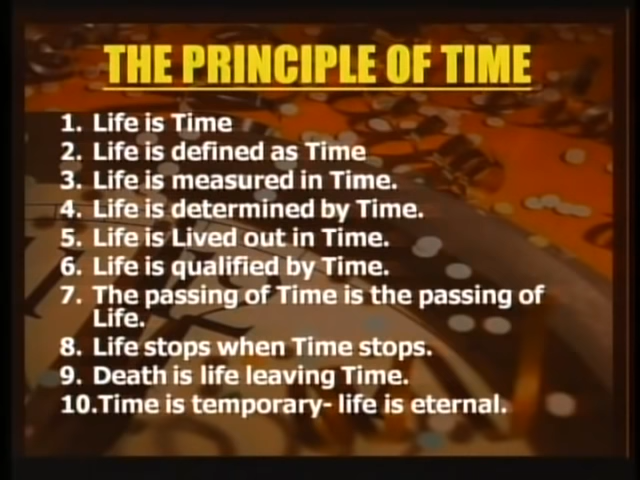 THE PRINCIPLE OF TIME
1. Life is Time
2. Life is defined as Time
3. Life is measured in Time.
4. Life is determined by Time.
5. Life is Lived out in Time.
6. Life is qualified by Time.
7. The passing of Time is the passing of
Life.
8. Life stops when Time stops.
9. Death is life leaving Time.
10.Time is temporary- life is eternal.